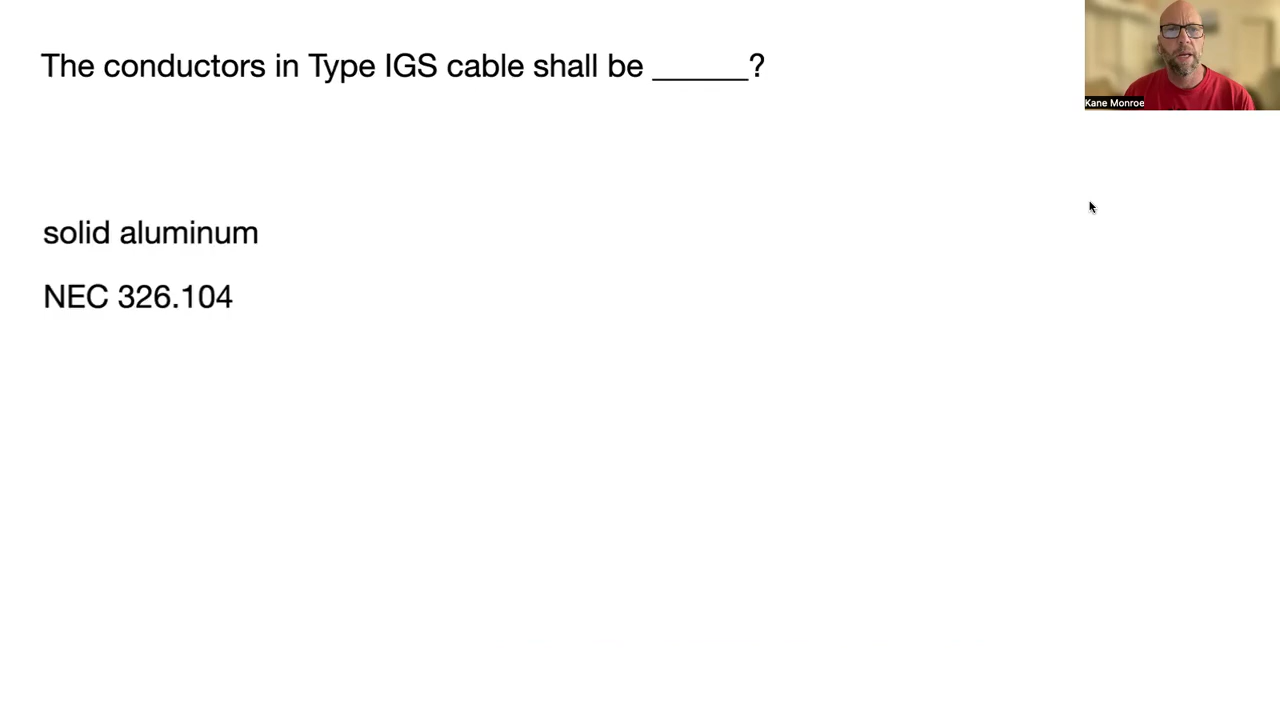 The conductors in Type IGS cable shall be ______?
Kane Monroe
solid aluminum
NEC 326.104